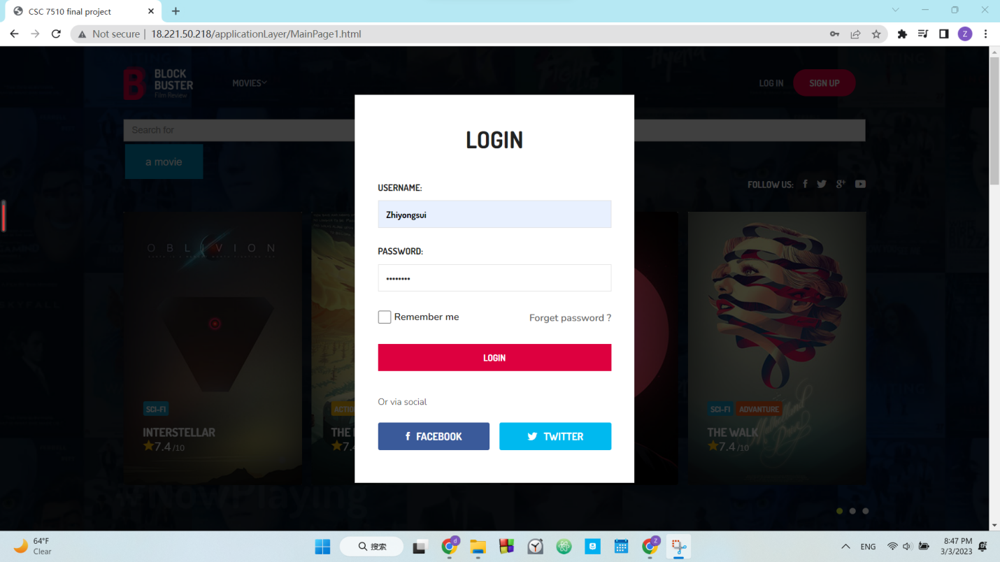 CSC 7510 final project
Not secure | 18.221.50.218/applicationLayer/MainPage1.html
Z
BLOCK
BUSTER
Film Review
MOVIES
LOG IN
SIGN UP
Search for
a movie
FOLLOW US:
LOGIN
USERNAME:
Zhiyongsui
PASSWORD:
••••••••
Remember me
Forget password ?
LOGIN
Or via social
FACEBOOK
TWITTER
OBLIVION
SCI-FI
INTERSTELLAR
7.4 /10
ACTIO
THE
7.4
SCI-FI
ADVANTURE
THE WALK
7.4 /10
NowPlaying
64°F
Clear
搜索
d
Z
ENG
8:47 PM
3/3/2023